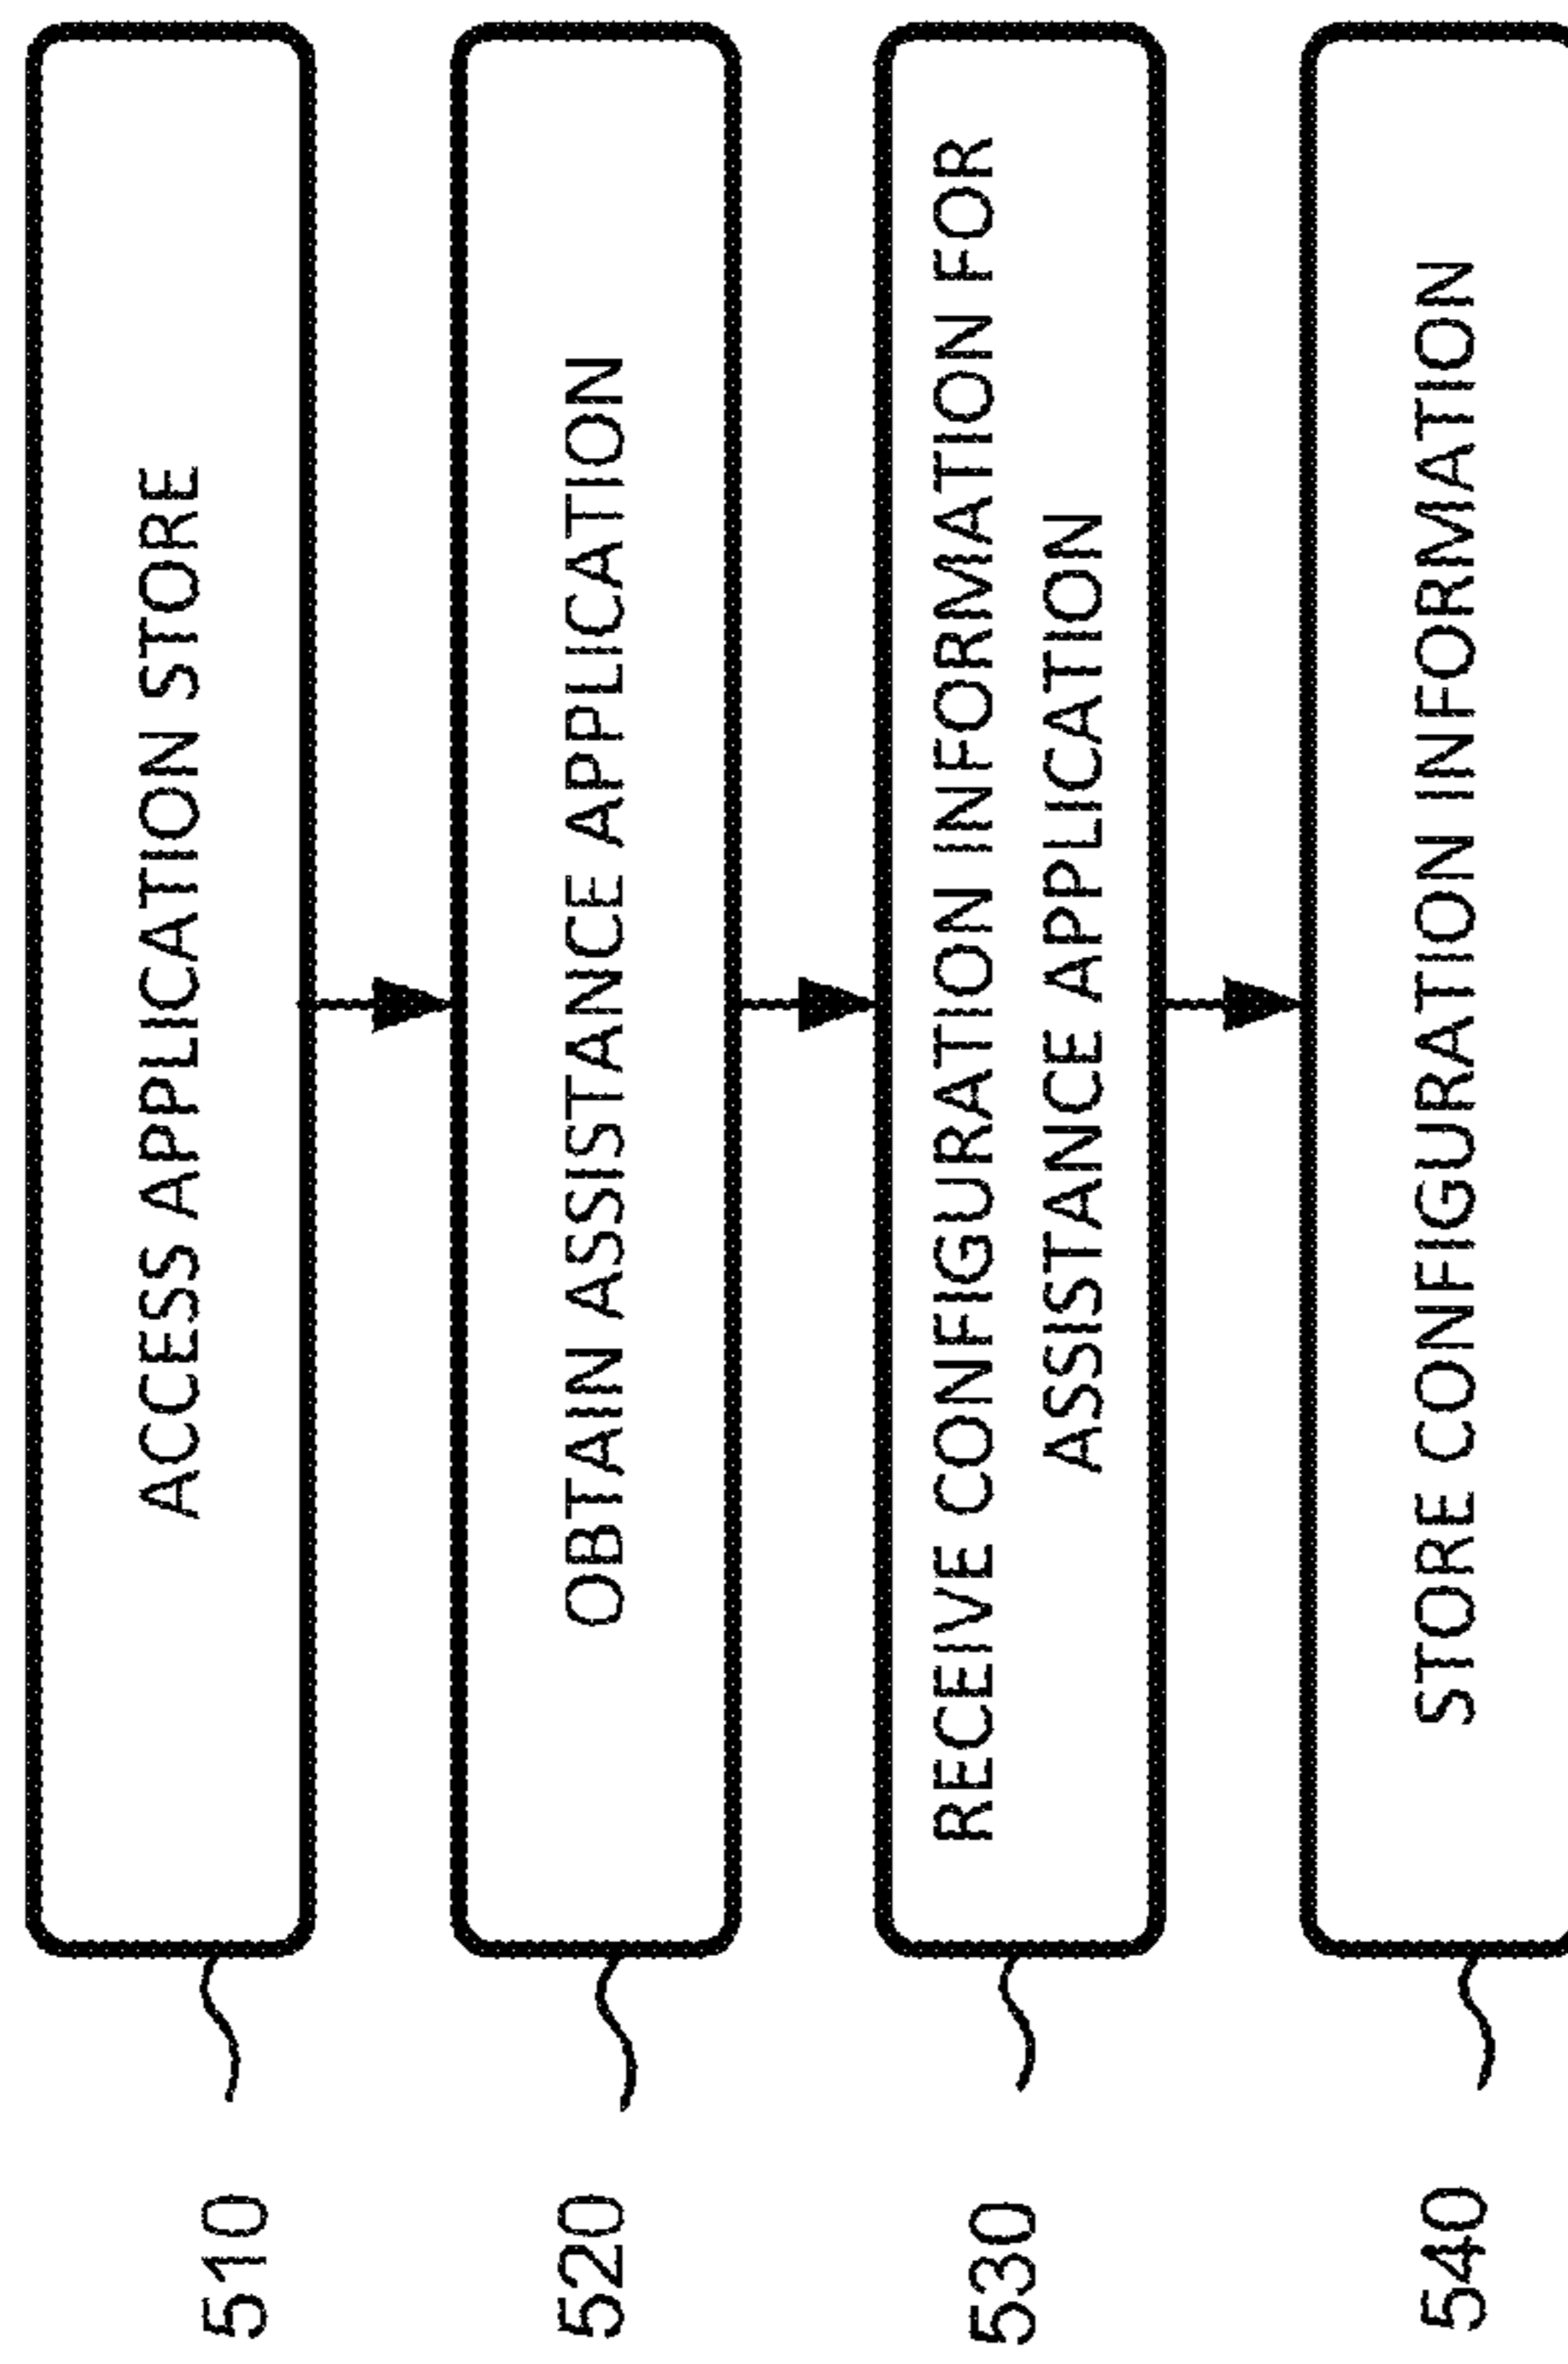 510
ACCESS APPLICATION STORE
520
OBTAIN ASSISTANCE APPLICATION
530
RECEIVE CONFIGURATION INFORMATION FOR
ASSISTANCE APPLICATION
540
STORE CONFIGURATION INFORMATION